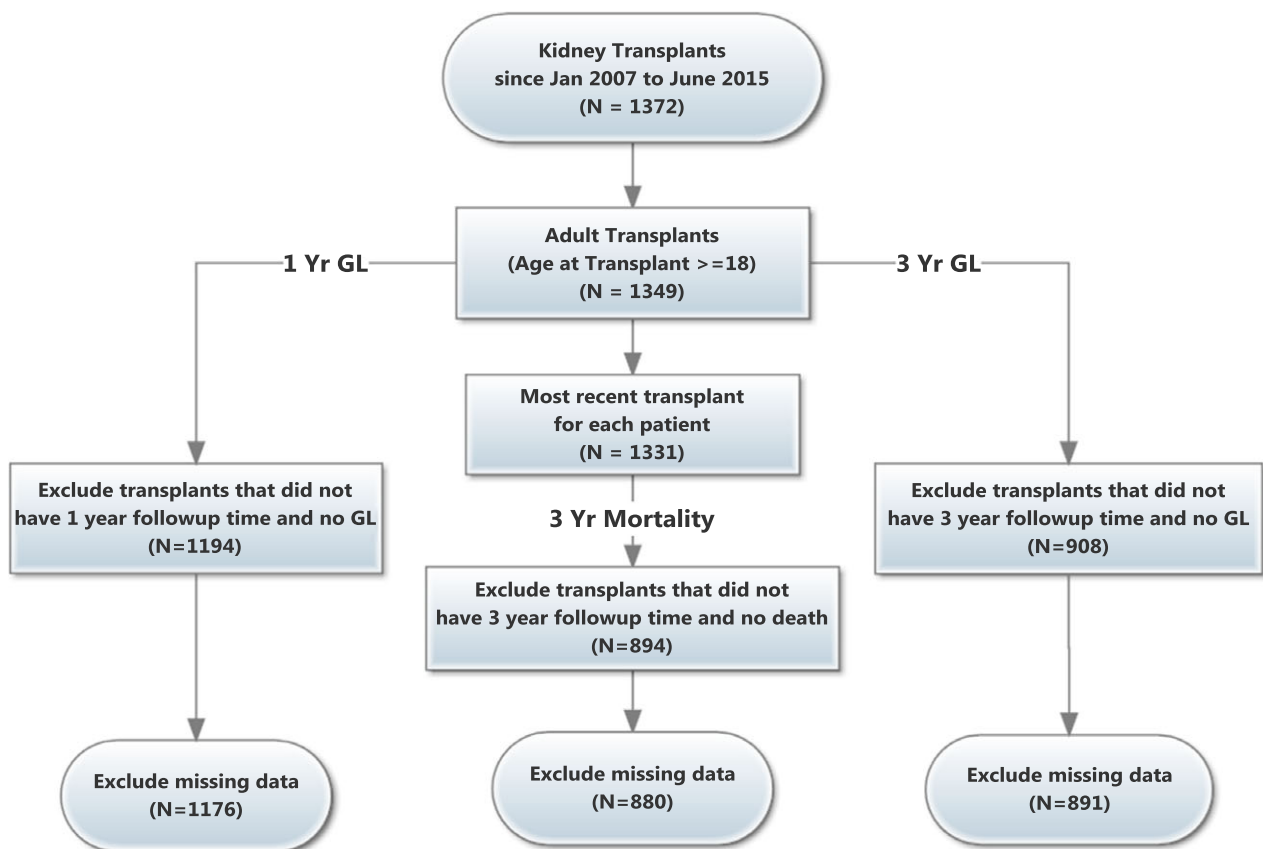 Kidney Transplants
since Jan 2007 to June 2015
(N = 1372)
Adult Transplants
(Age at Transplant >=18)
(N = 1349)
1 Yr GL
3 Yr GL
Most recent transplant
for each patient
(N = 1331)
Exclude transplants that did not
have 1 year followup time and no GL
(N=1194)
3 Yr Mortality
Exclude transplants that did not
have 3 year followup time and no GL
(N=908)
Exclude transplants that did not
have 3 year followup time and no death
(N=894)
Exclude missing data
(N=1176)
Exclude missing data
(N=880)
Exclude missing data
(N=891)